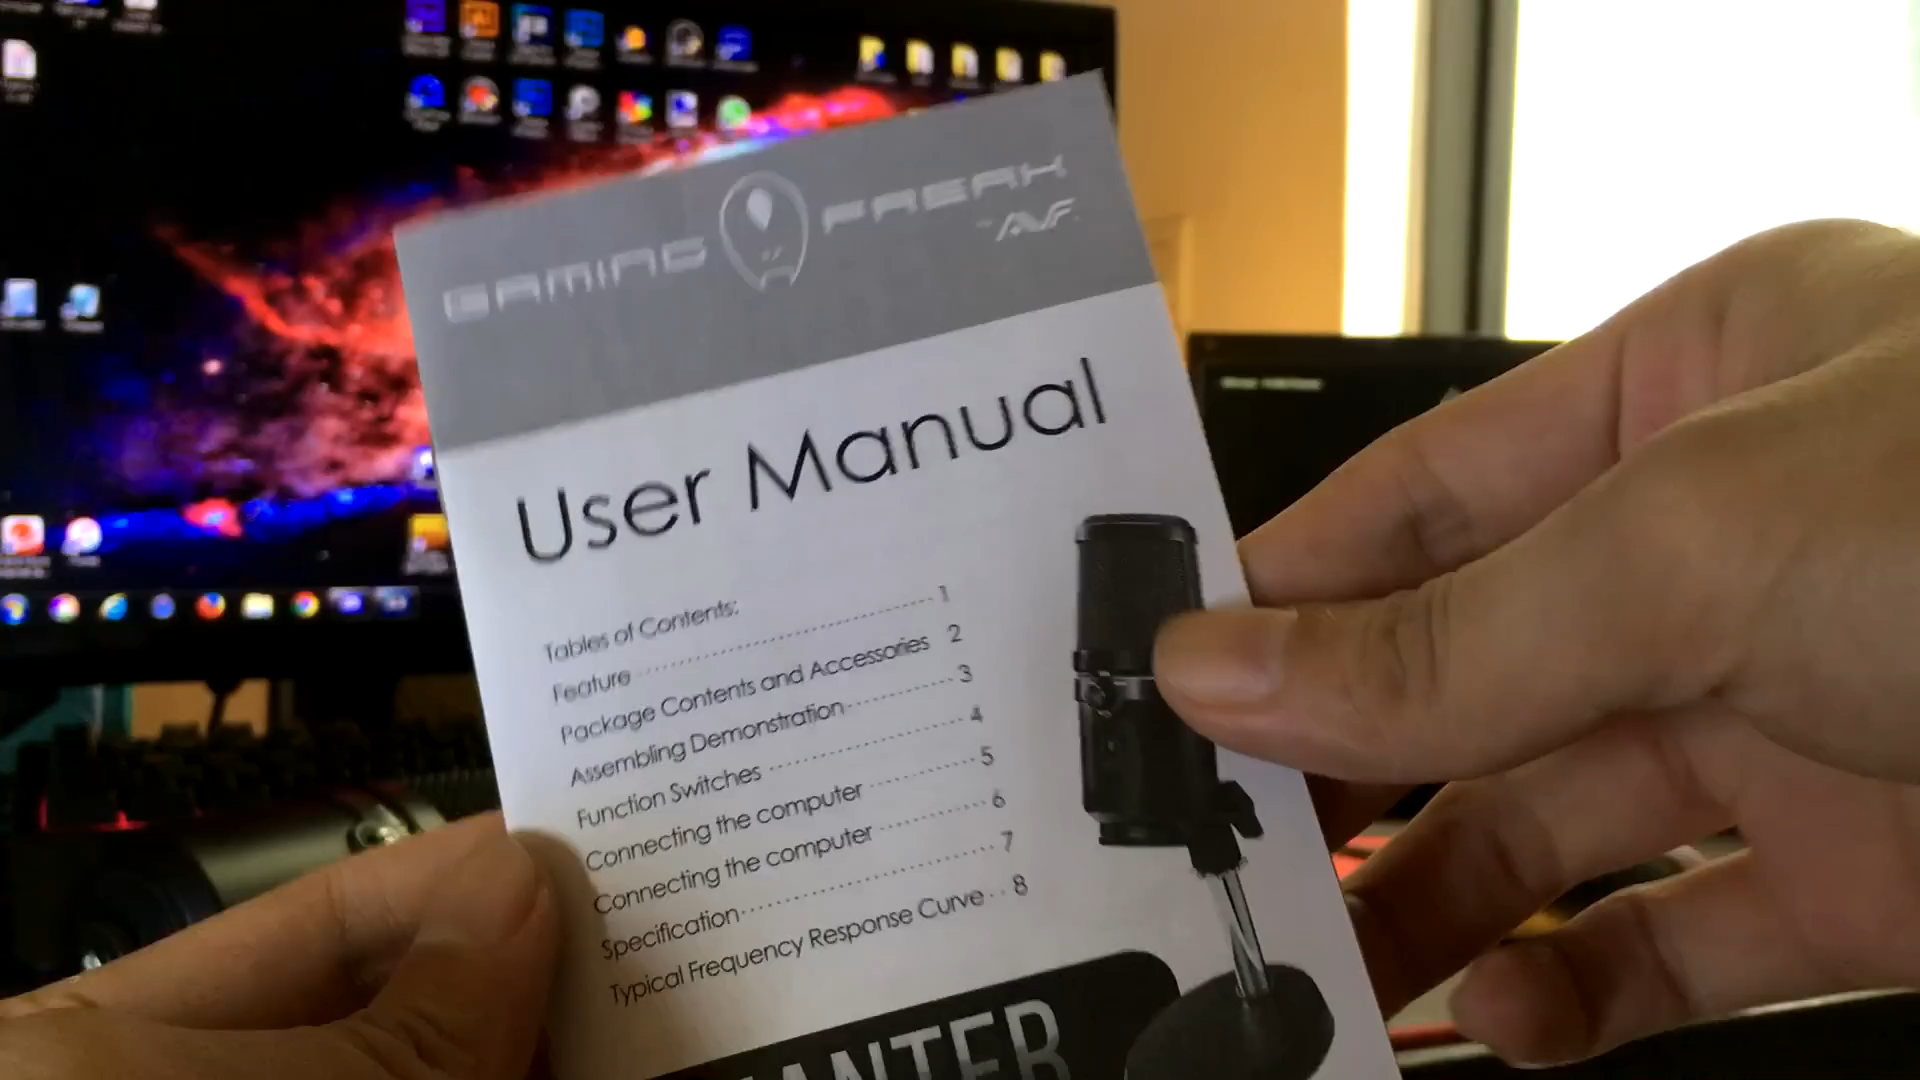 GAMING FREAK
AVF
User Manual
Tables of Contents:
Feature 1
Package Contents and Accessories 2
Assembling Demonstration 3
Function Switches 4
Connecting the computer 5
Connecting the computer 6
Specification 7
Typical Frequency Response Curve 8